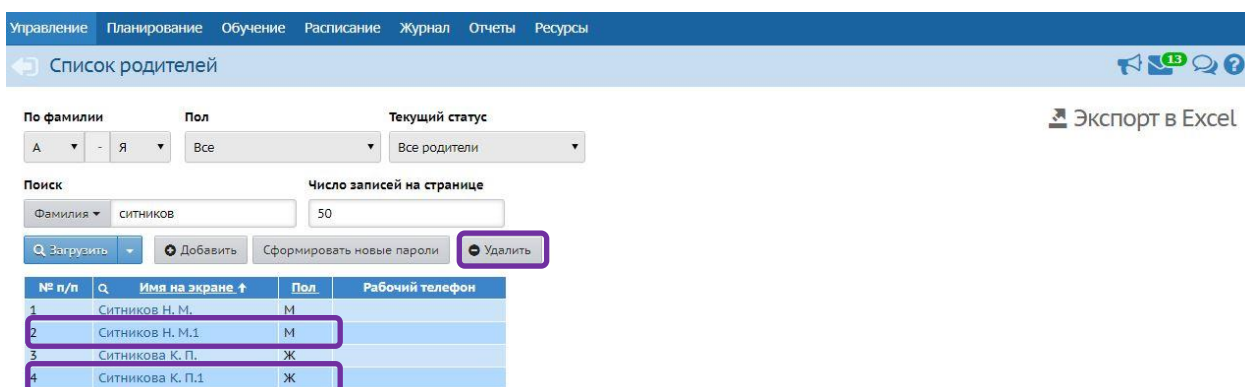 Управление Планирование Обучение Расписание Журнал Отчеты Ресурсы
Список родителей 13 ?
По фамилии Пол Текущий статус
А - Я Все Все родители
Экспорт в Excel
Поиск Число записей на странице
Фамилия ситников 50
Загрузить Добавить Сформировать новые пароли Удалить
№ п/п Имя на экране ↑ Пол Рабочий телефон
1 Ситников Н. М. М
2 Ситников Н. М.1 М
3 Ситникова К. П. Ж
4 Ситникова К. П.1 Ж